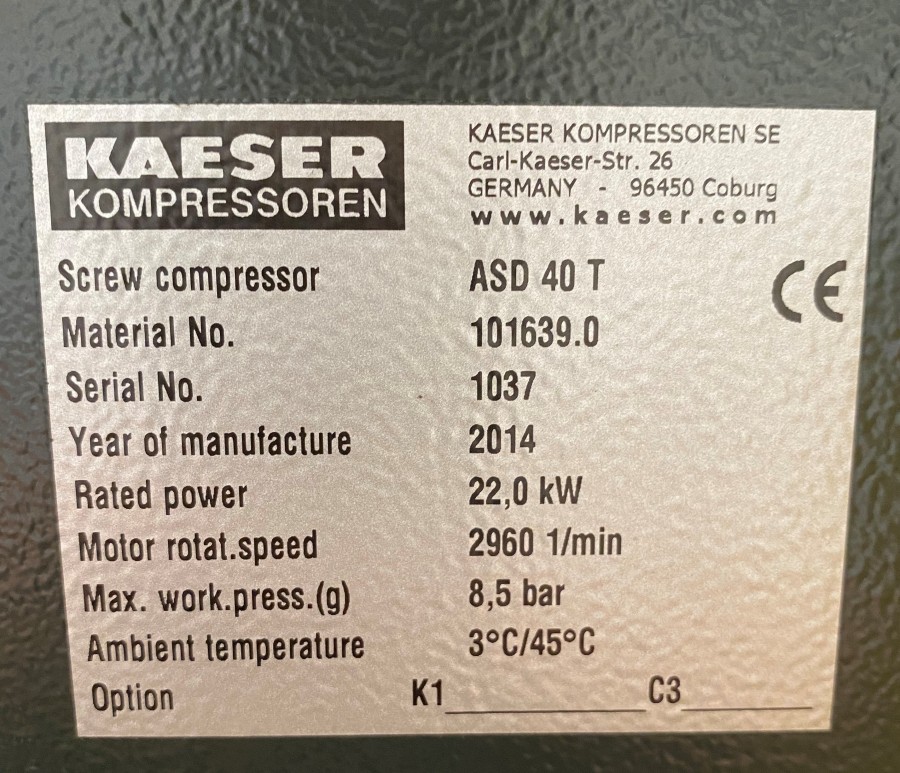 KAESER
KOMPRESSOREN
KAESER KOMPRESSOREN SE
Carl-Kaeser-Str. 26
GERMANY - 96450 Coburg
www.kaeser.com
CE
Screw compressor ASD 40 T
Material No. 101639.0
Serial No. 1037
Year of manufacture 2014
Rated power 22,0 kW
Motor rotat.speed 2960 1/min
Max. work.press.(g) 8,5 bar
Ambient temperature 3°C/45°C
Option K1__________ C3__________